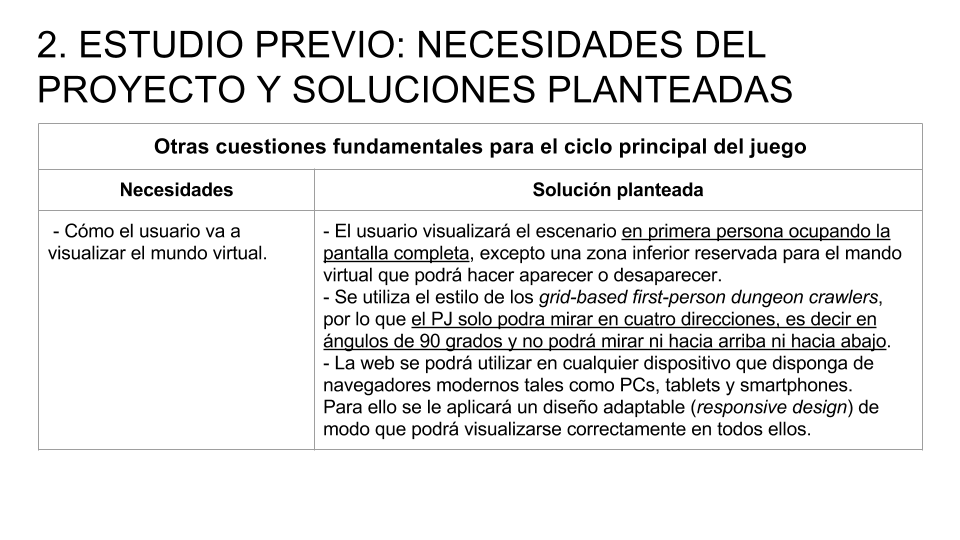 2. ESTUDIO PREVIO: NECESIDADES DEL
PROYECTO Y SOLUCIONES PLANTEADAS
Otras cuestiones fundamentales para el ciclo principal del juego
Necesidades
Solución planteada
- Cómo el usuario va a
visualizar el mundo virtual.
- El usuario visualizará el escenario en primera persona ocupando la
pantalla completa, excepto una zona inferior reservada para el mando
virtual que podrá hacer aparecer o desaparecer.
- Se utiliza el estilo de los grid-based first-person dungeon crawlers,
por lo que el PJ solo podra mirar en cuatro direcciones, es decir en
ángulos de 90 grados y no podrá mirar ni hacia arriba ni hacia abajo.
- La web se podrá utilizar en cualquier dispositivo que disponga de
navegadores modernos tales como PCs, tablets y smartphones.
Para ello se le aplicará un diseño adaptable (responsive design) de
modo que podrá visualizarse correctamente en todos ellos.